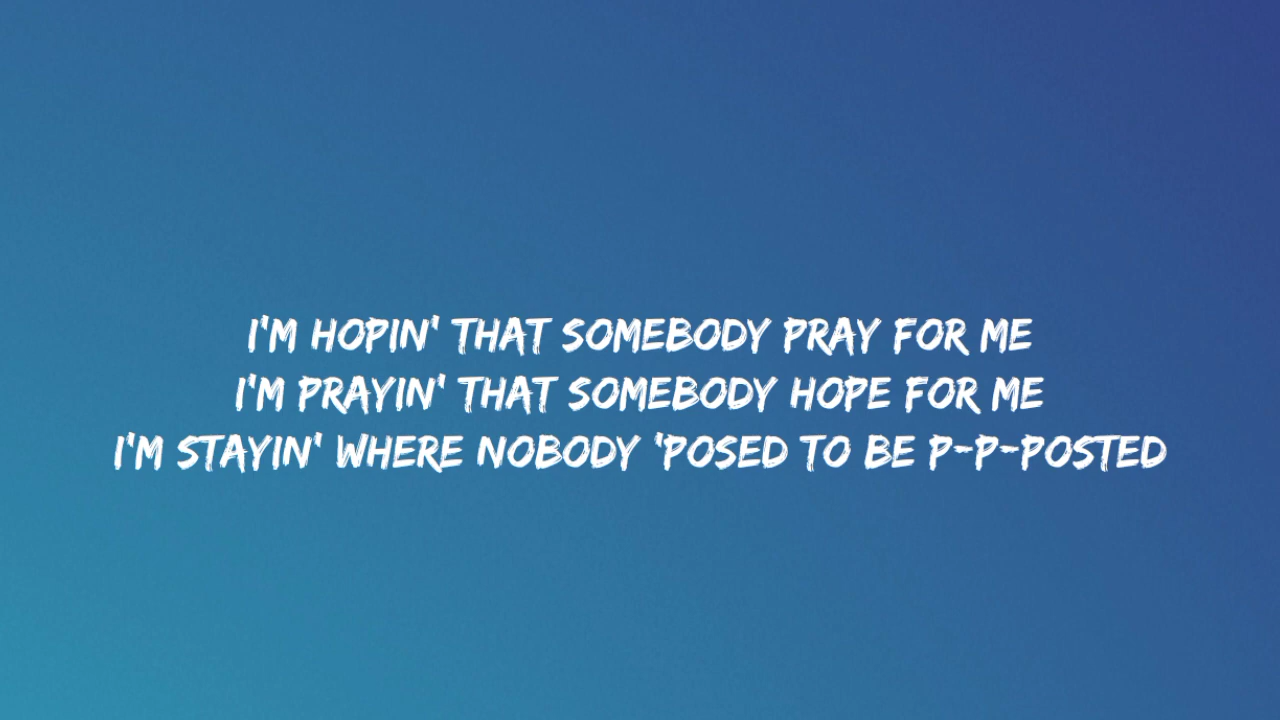 I'M HOPIN' THAT SOMEBODY PRAY FOR ME
I'M PRAYIN' THAT SOMEBODY HOPE FOR ME
I'M STAYIN' WHERE NOBODY 'POSED TO BE P-P-POSTED